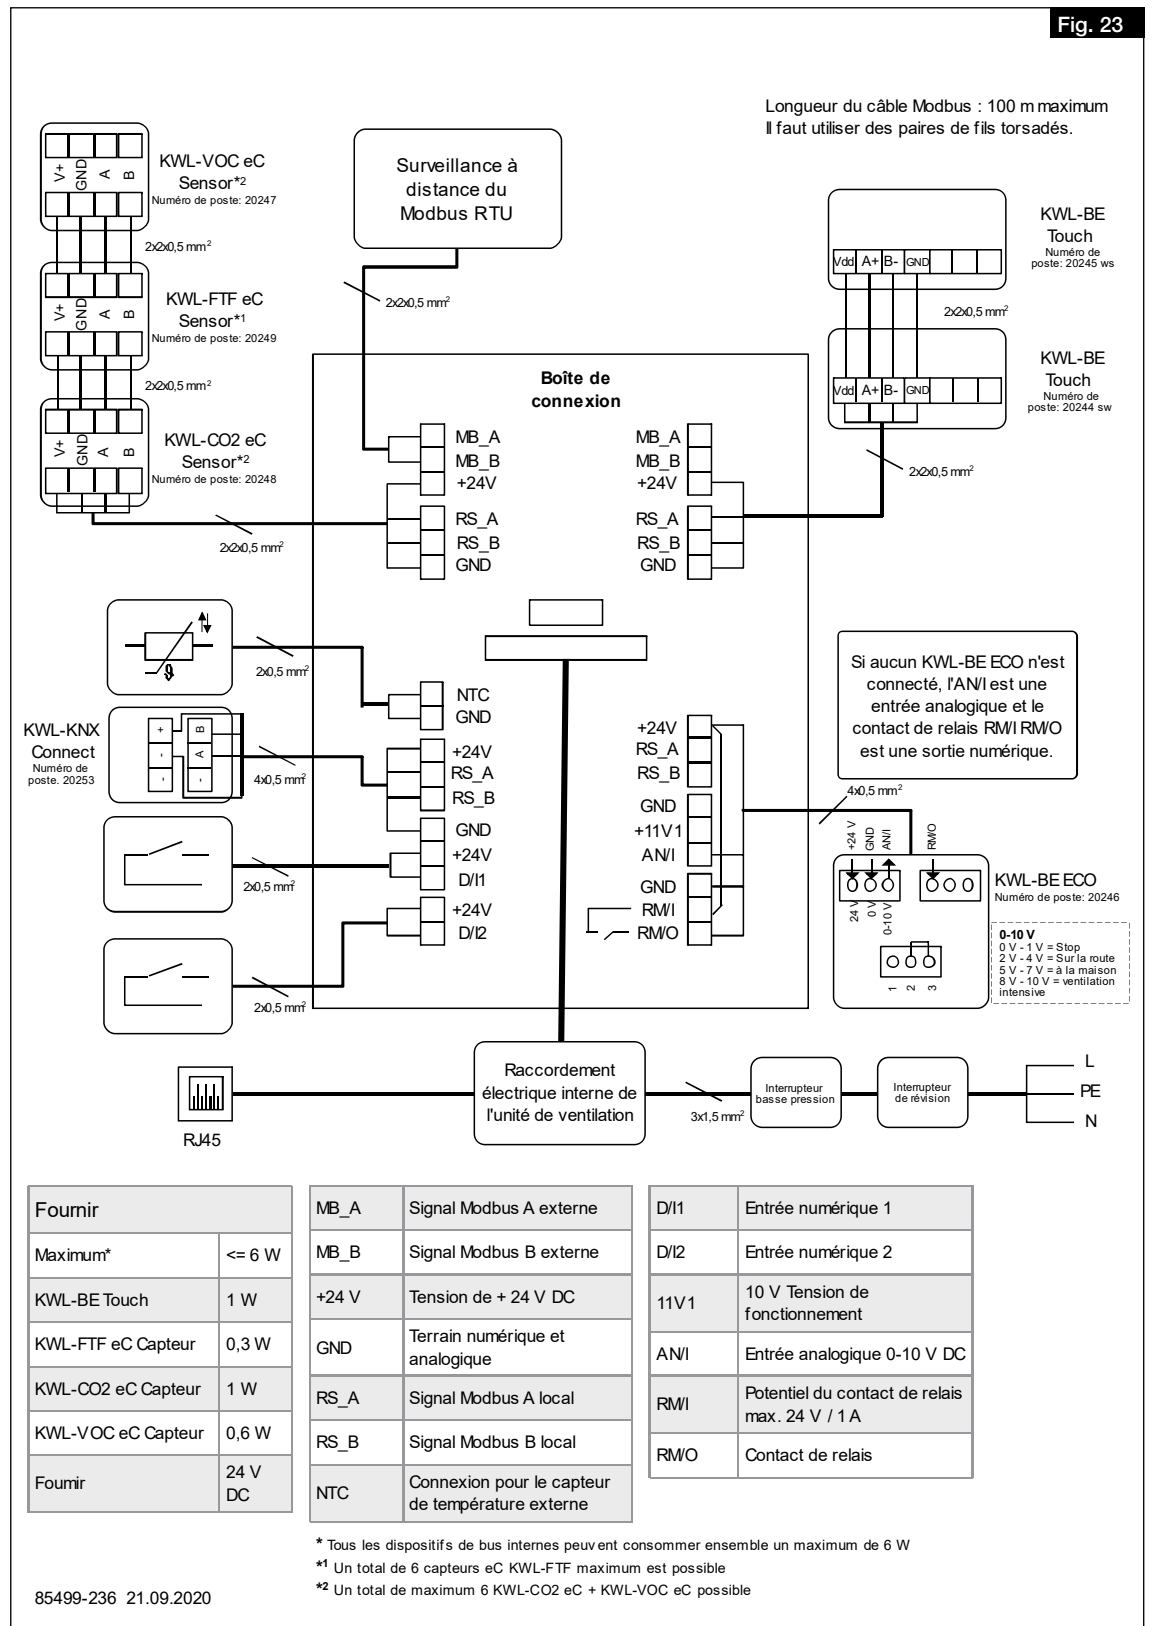 Fig. 23
Longueur du câble Modbus : 100 m maximum
Il faut utiliser des paires de fils torsadés.
V+
GND
A
B
KWL-VOC eC
Sensor*2
Numéro de poste: 20247
2x2x0,5 mm²
V+
GND
A
B
KWL-FTF eC
Sensor*1
Numéro de poste: 20249
2x2x0,5 mm²
V+
GND
A
B
KWL-CO2 eC
Sensor*2
Numéro de poste: 20248
2x2x0,5 mm²
Surveillance à
distance du
Modbus RTU
2x2x0,5 mm²
Vdd A+ B- GND
KWL-BE
Touch
Numéro de
poste: 20245 ws
2x2x0,5 mm²
Vdd A+ B- GND
KWL-BE
Touch
Numéro de
poste: 20244 sw
2x2x0,5 mm²
Boîte de
connexion
MB_A
MB_B
+24V
RS_A
RS_B
GND
MB_A
MB_B
+24V
RS_A
RS_B
GND
ϑ
2x0,5 mm²
NTC
GND
KWL-KNX
Connect
Numéro de
poste. 20253
+
-
-
B
A
-
4x0,5 mm²
+24V
RS_A
RS_B
GND
+24V
D/I1
2x0,5 mm²
+24V
D/I2
2x0,5 mm²
+24V
RS_A
RS_B
GND
+11V1
AN/I
GND
RM/I
RM/O
Si aucun KWL-BE ECO n'est
connecté, l'AN/I est une
entrée analogique et le
contact de relais RM/I RM/O
est une sortie numérique.
4x0,5 mm²
+24 V
GND
AN/I
RM/O
24 V
0 V
0-10 V
1
2
3
KWL-BE ECO
Numéro de poste: 20246
0-10 V
0 V - 1 V = Stop
2 V - 4 V = Sur la route
5 V - 7 V = à la maison
8 V - 10 V = ventilation
intensive
RJ45
Raccordement
électrique interne de
l'unité de ventilation
3x1,5 mm²
Interrupteur
basse pression
Interrupteur
de révision
L
PE
N
Fournir
Maximum* <= 6 W
KWL-BE Touch 1 W
KWL-FTF eC Capteur 0,3 W
KWL-CO2 eC Capteur 1 W
KWL-VOC eC Capteur 0,6 W
Fournir 24 V
DC
MB_A Signal Modbus A externe
MB_B Signal Modbus B externe
+24 V Tension de + 24 V DC
GND Terrain numérique et
analogique
RS_A Signal Modbus A local
RS_B Signal Modbus B local
NTC Connexion pour le capteur
de température externe
D/I1 Entrée numérique 1
D/I2 Entrée numérique 2
11V1 10 V Tension de
fonctionnement
AN/I Entrée analogique 0-10 V DC
RM/I Potentiel du contact de relais
max. 24 V / 1 A
RM/O Contact de relais
* Tous les dispositifs de bus internes peuvent consommer ensemble un maximum de 6 W
*1 Un total de 6 capteurs eC KWL-FTF maximum est possible
*2 Un total de maximum 6 KWL-CO2 eC + KWL-VOC eC possible
85499-236 21.09.2020